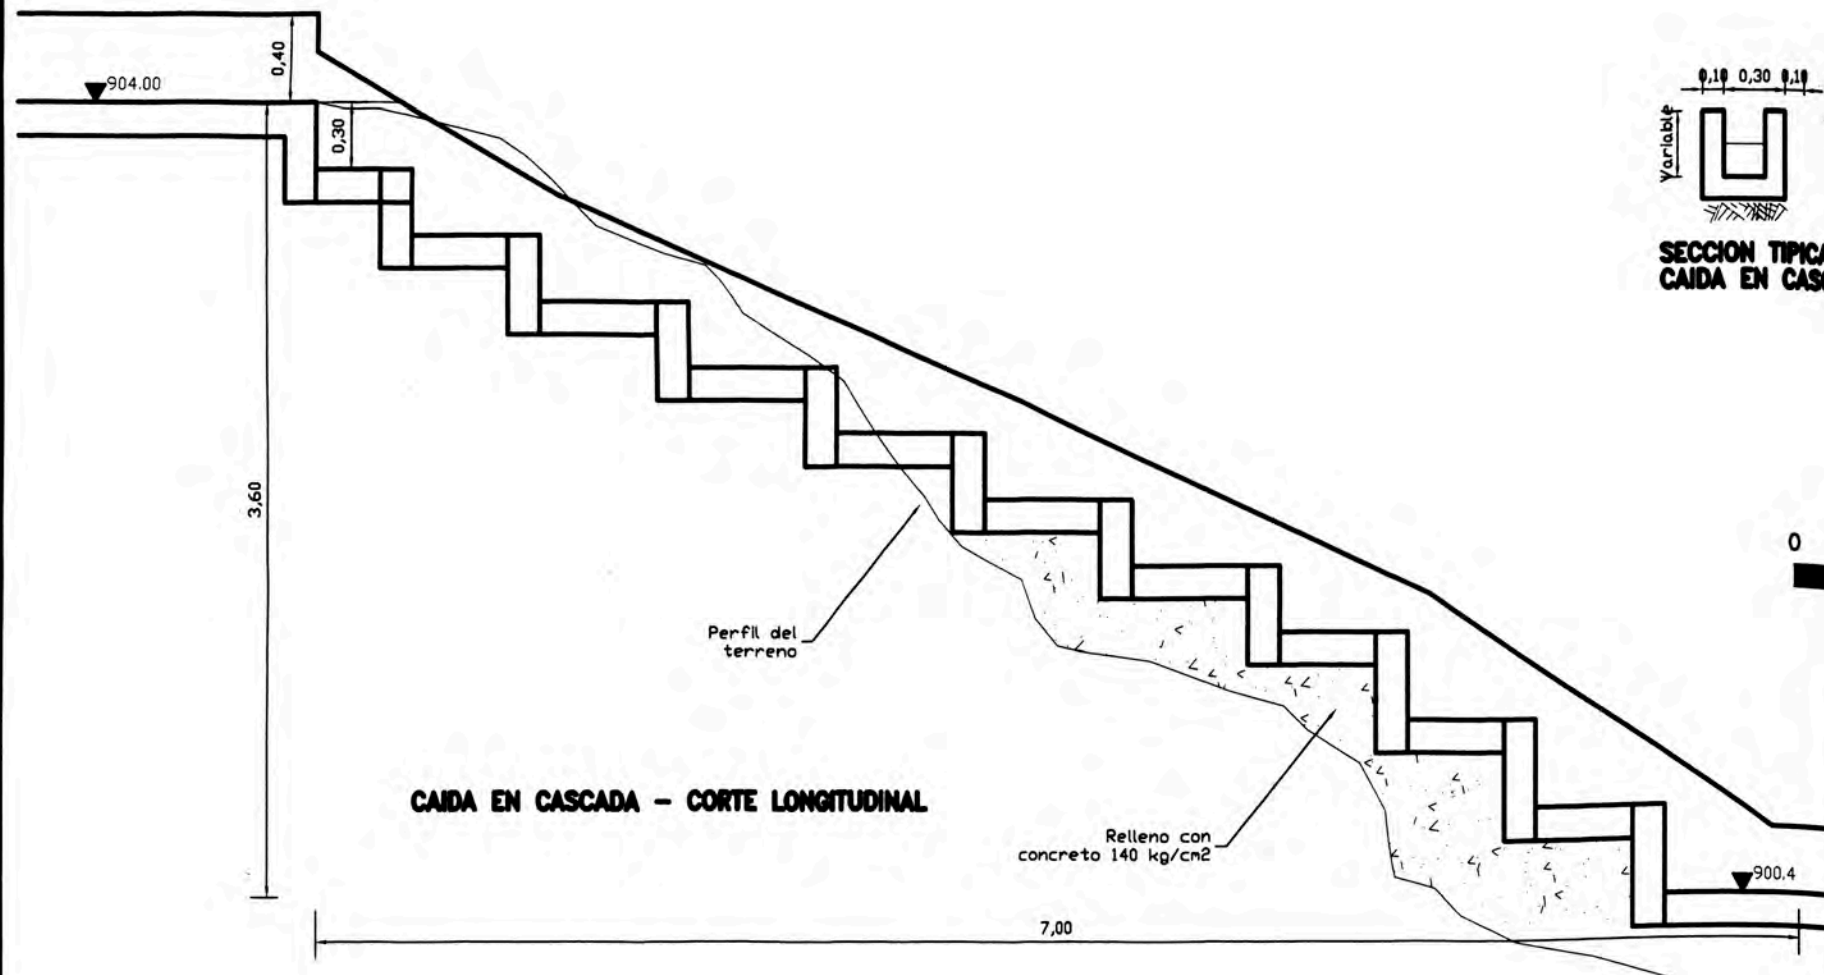 0,40
904.00
0,30
3,60
0,10 0,30 0,10
Variable
SECCION TIPICA
CAIDA EN CAS
0
Perfil del
terreno
CAIDA EN CASCADA - CORTE LONGITUDINAL
Relleno con
concreto 140 kg/cm2
900.4
7,00